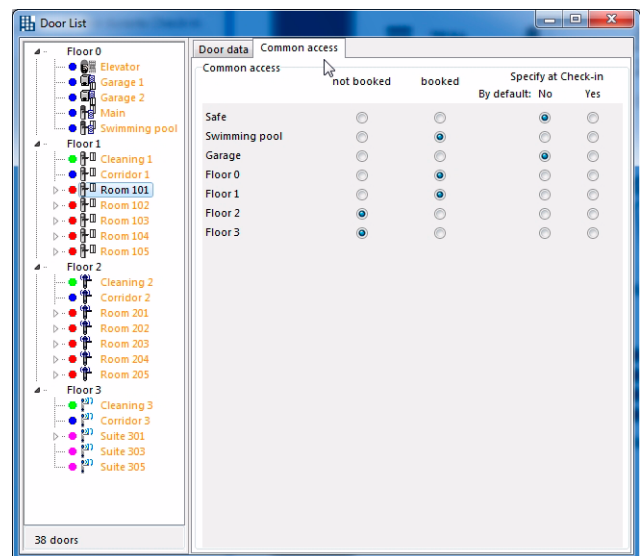 Door List
Floor 0
Elevator
Garage 1
Garage 2
Main
Swimming pool
Floor 1
Cleaning 1
Corridor 1
Room 101
Room 102
Room 103
Room 104
Room 105
Floor 2
Cleaning 2
Corridor 2
Room 201
Room 202
Room 203
Room 204
Room 205
Floor 3
Cleaning 3
Corridor 3
Suite 301
Suite 303
Suite 305
38 doors
Door data Common access
Common access
not booked booked Specify at Check-in
By default: No Yes
Safe
Swimming pool
Garage
Floor 0
Floor 1
Floor 2
Floor 3